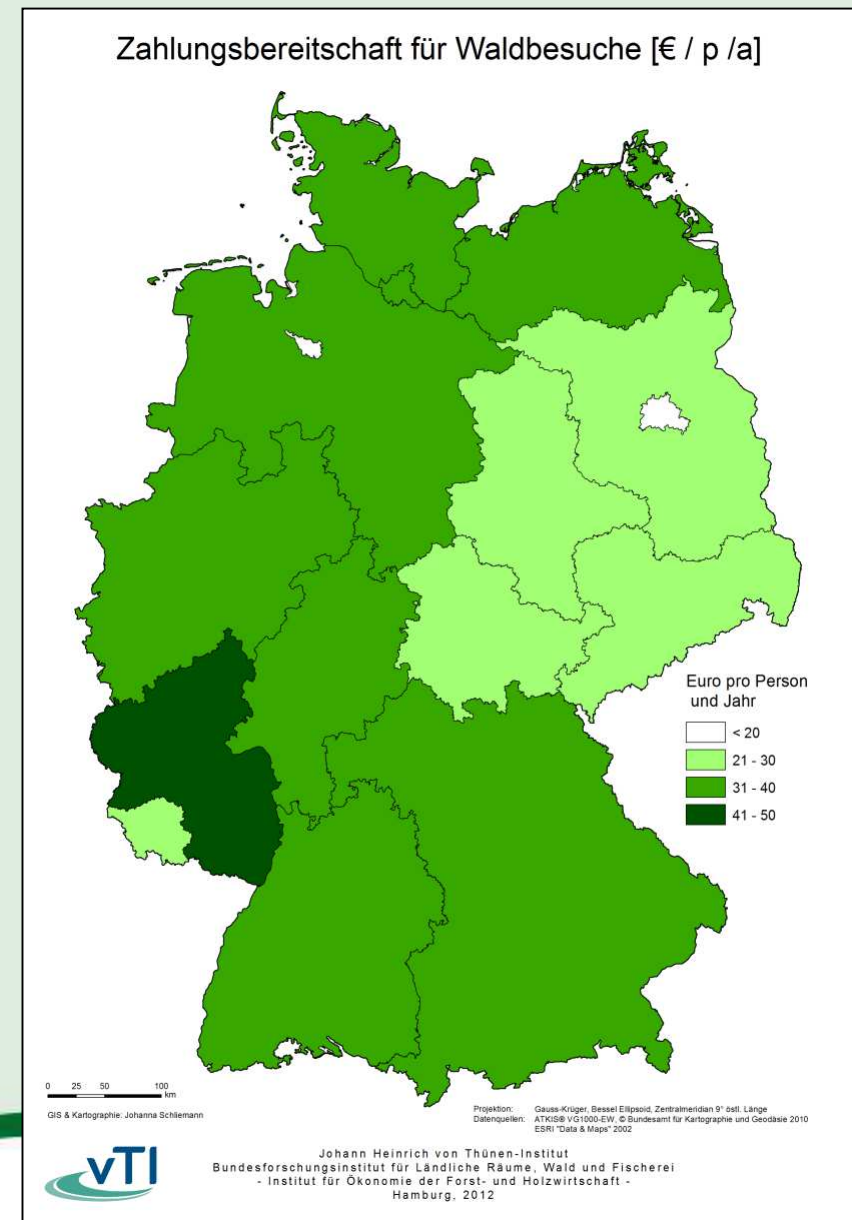 Zahlungsbereitschaft für Waldbesuche [€ / p /a]
Euro pro Person
und Jahr
< 20
21 - 30
31 - 40
41 - 50
0 25 50 100
km
GIS & Kartographie: Johanna Schliemann
Projektion: Gauss-Krüger, Bessel Ellipsoid, Zentralmeridian 9° östl. Länge
Datenquellen: ATKIS® VG1000-EW, © Bundesamt für Kartographie und Geodäsie 2010
ESRI "Data & Maps" 2002
vTI
Johann Heinrich von Thünen-Institut
Bundesforschungsinstitut für Ländliche Räume, Wald und Fischerei
- Institut für Ökonomie der Forst- und Holzwirtschaft -
Hamburg, 2012